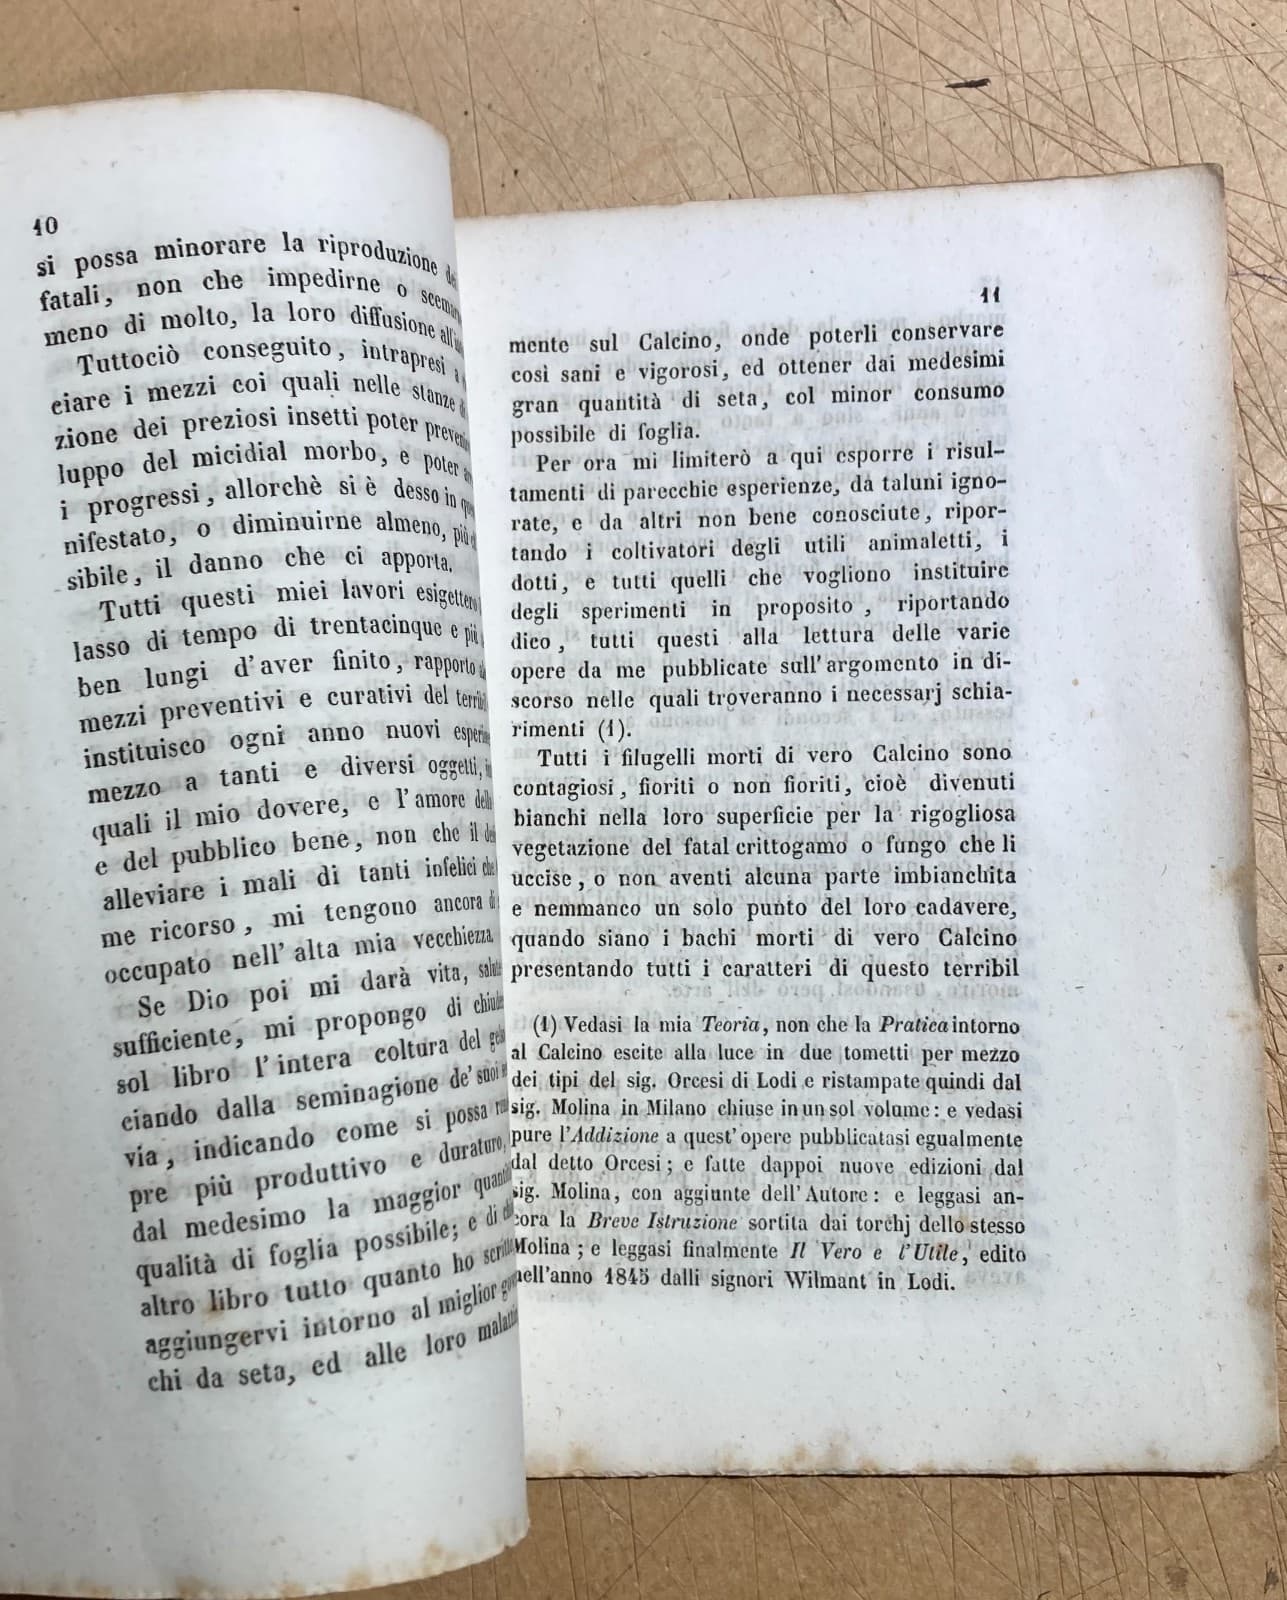 10
si possa minorare la riproduzione
fatali, non che impedirne o
meno di molto, la loro diffusione
Tuttociò conseguito, intrapresi a
ciare i mezzi coi quali nelle stanze
zione dei preziosi insetti poter
luppo del micidial morbo, e poter
i progressi, allorchè si è desso in
nifestato, o diminuirne almeno, più
sibile, il danno che ci apporta.
Tutti questi miei lavori esigettero
lasso di tempo di trentacinque e più
ben lungi d'aver finito, rapporto
mezzi preventivi e curativi del
instituisco ogni anno nuovi
mezzo a tanti e diversi oggetti,
quali il mio dovere, e l'amore
e del pubblico bene, non che il
alleviare i mali di tanti infelici che
me ricorso, mi tengono ancora
occupato nell'alta mia vecchiezza.
Se Dio poi mi darà vita,
sufficiente, mi propongo di
sol libro l'intera coltura del
ciando dalla seminagione de' suoi
via, indicando come si possa
pre più produttivo e duraturo,
dal medesimo la maggior
qualità di foglia possibile; e di
altro libro tutto quanto ho
aggiungervi intorno al miglior
chi da seta, ed alle loro
11
mente sul Calcino, onde poterli conservare
così sani e vigorosi, ed ottener dai medesimi
gran quantità di seta, col minor consumo
possibile di foglia.
Per ora mi limiterò a qui esporre i risul-
tamenti di parecchie esperienze, da taluni igno-
rate, e da altri non bene conosciute, ripor-
tando i coltivatori degli utili animaletti, i
dotti, e tutti quelli che vogliono instituire
degli sperimenti in proposito, riportando
dico, tutti questi alla lettura delle varie
opere da me pubblicate sull'argomento in di-
scorso nelle quali troveranno i necessarj schia-
rimenti (1).
Tutti i filugelli morti di vero Calcino sono
contagiosi, fioriti o non fioriti, cioè divenuti
bianchi nella loro superficie per la rigogliosa
vegetazione del fatal crittogamo o fungo che li
uccise, o non aventi alcuna parte imbianchita
e nemmanco un solo punto del loro cadavere,
quando siano i bachi morti di vero Calcino
presentando tutti i caratteri di questo terribil
(1) Vedasi la mia Teoria, non che la Pratica intorno
al Calcino escite alla luce in due tometti per mezzo
dei tipi del sig. Orcesi di Lodi e ristampate quindi dal
sig. Molina in Milano chiuse in un sol volume: e vedasi
pure l'Addizione a quest'opere pubblicatasi egualmente
dal detto Orcesi; e fatte dappoi nuove edizioni dal
sig. Molina, con aggiunte dell'Autore: e leggasi an-
cora la Breve Istruzione sortita dai torchj dello stesso
Molina; e leggasi finalmente Il Vero e l'Utile, edito
nell'anno 1845 dalli signori Wilmant in Lodi.